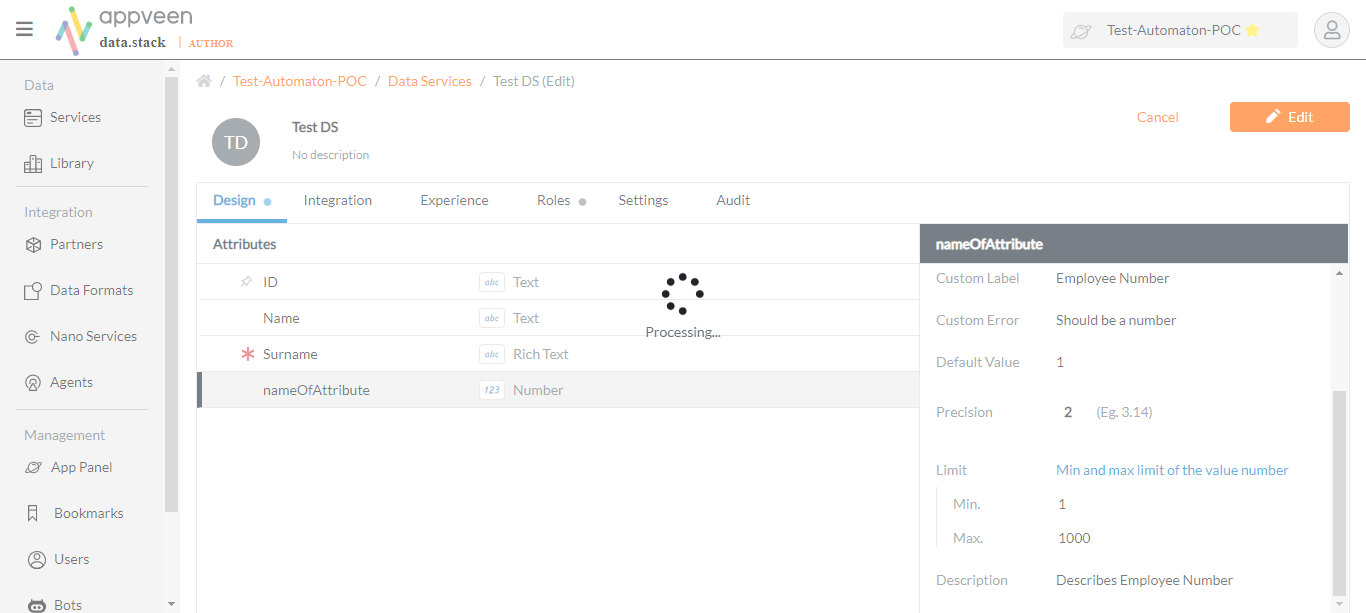 appveen
data.stack | AUTHOR
Test-Automaton-POC
Data
Services
Library
Integration
Partners
Data Formats
Nano Services
Agents
Management
App Panel
Bookmarks
Users
Bots
/ Test-Automaton-POC / Data Services / Test DS (Edit)
TD
Test DS
No description
Cancel
Edit
Design
Integration
Experience
Roles
Settings
Audit
Attributes
ID abc Text
Name abc Text
Surname abc Rich Text
nameOfAttribute 123 Number
Processing...
nameOfAttribute
Custom Label Employee Number
Custom Error Should be a number
Default Value 1
Precision 2 (Eg. 3.14)
Limit Min and max limit of the value number
Min. 1
Max. 1000
Description Describes Employee Number